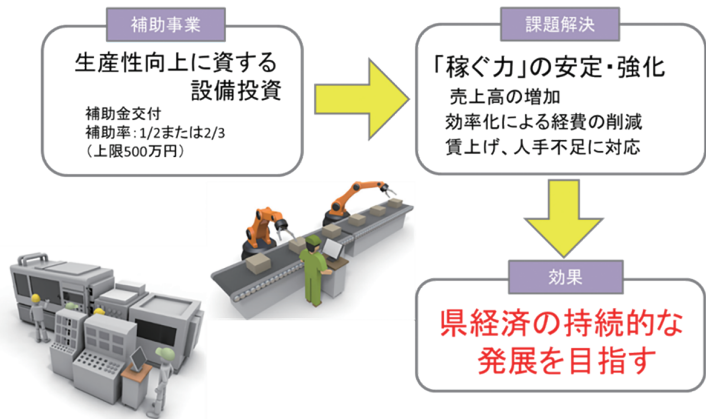 補助事業
生産性向上に資する
設備投資
補助金交付
補助率：1/2または2/3
（上限500万円）
課題解決
「稼ぐ力」の安定・強化
売上高の増加
効率化による経費の削減
賃上げ、人手不足に対応
効果
県経済の持続的な
発展を目指す